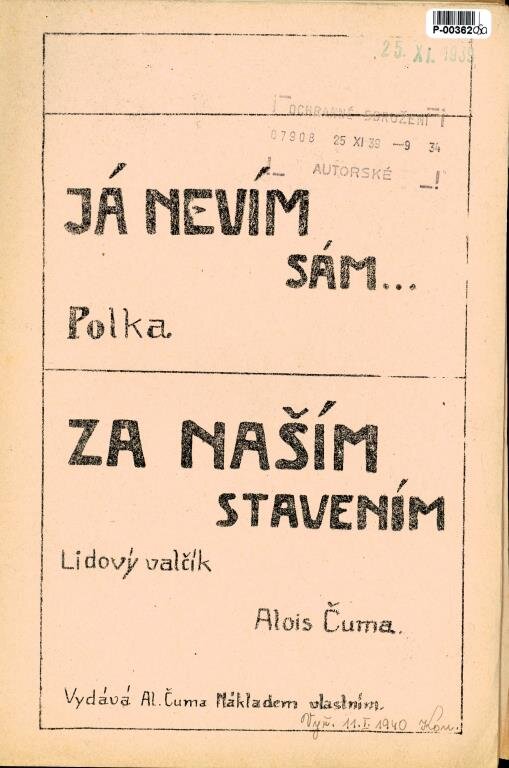 P-0036205
25. XI. 1939
OCHRANNÉ SDRUŽENÍ
07908 25 XI 39 —9 34
AUTORSKÉ
JÁ NEVÍM
SÁM...
Polka
ZA NAŠÍM
STAVENÍM
Lidový valčík
Alois Čuma.
Vydává Al. Čuma Nákladem vlastním.
Vyř. 11.I.1940